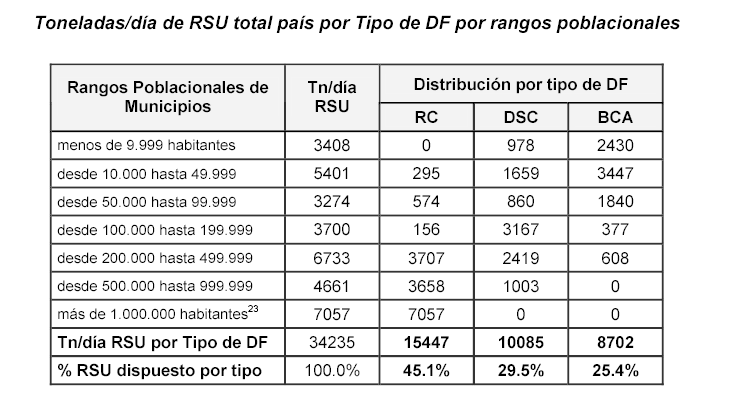 Toneladas/día de RSU total país por Tipo de DF por rangos poblacionales
Rangos Poblacionales de Municipios Tn/día RSU Distribución por tipo de DF
RC DSC BCA
menos de 9.999 habitantes 3408 0 978 2430
desde 10.000 hasta 49.999 5401 295 1659 3447
desde 50.000 hasta 99.999 3274 574 860 1840
desde 100.000 hasta 199.999 3700 156 3167 377
desde 200.000 hasta 499.999 6733 3707 2419 608
desde 500.000 hasta 999.999 4661 3658 1003 0
más de 1.000.000 habitantes23 7057 7057 0 0
Tn/día RSU por Tipo de DF 34235 15447 10085 8702
% RSU dispuesto por tipo 100.0% 45.1% 29.5% 25.4%